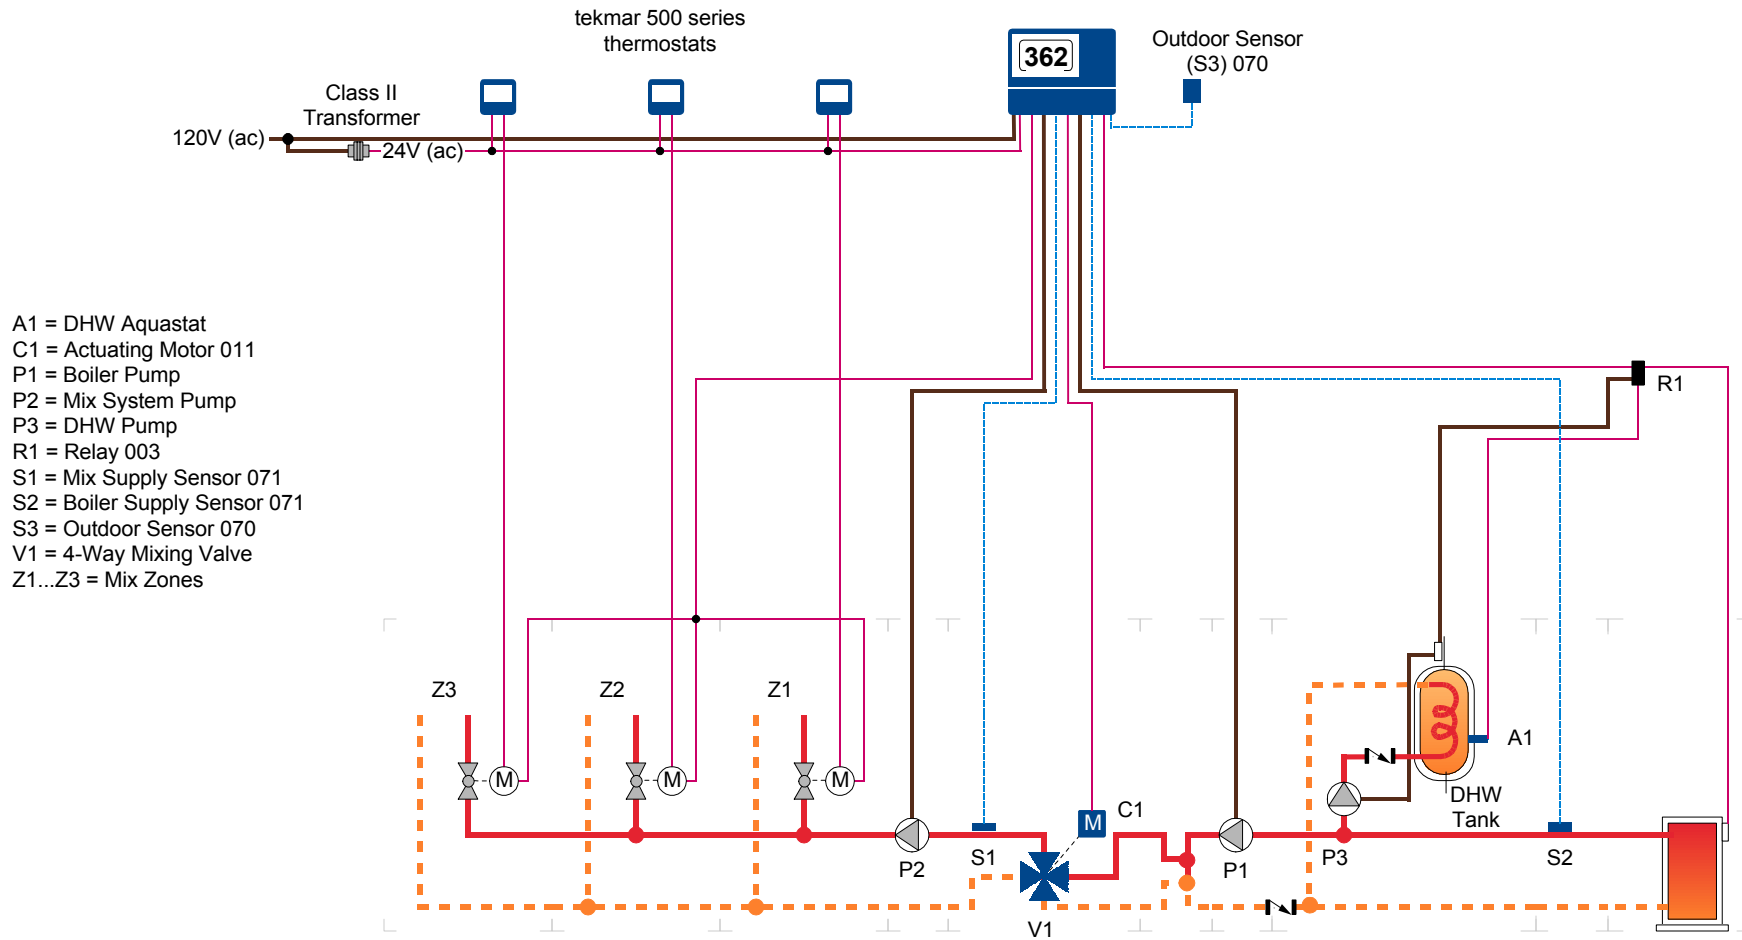 tekmar 500 series
thermostats
362
Outdoor Sensor
(S3) 070
Class II
Transformer
120V (ac)
24V (ac)
A1 = DHW Aquastat
C1 = Actuating Motor 011
P1 = Boiler Pump
P2 = Mix System Pump
P3 = DHW Pump
R1 = Relay 003
S1 = Mix Supply Sensor 071
S2 = Boiler Supply Sensor 071
S3 = Outdoor Sensor 070
V1 = 4-Way Mixing Valve
Z1...Z3 = Mix Zones
R1
Z3
Z2
Z1
A1
M
M
M
DHW
Tank
C1
M
P2
S1
P1
P3
S2
V1